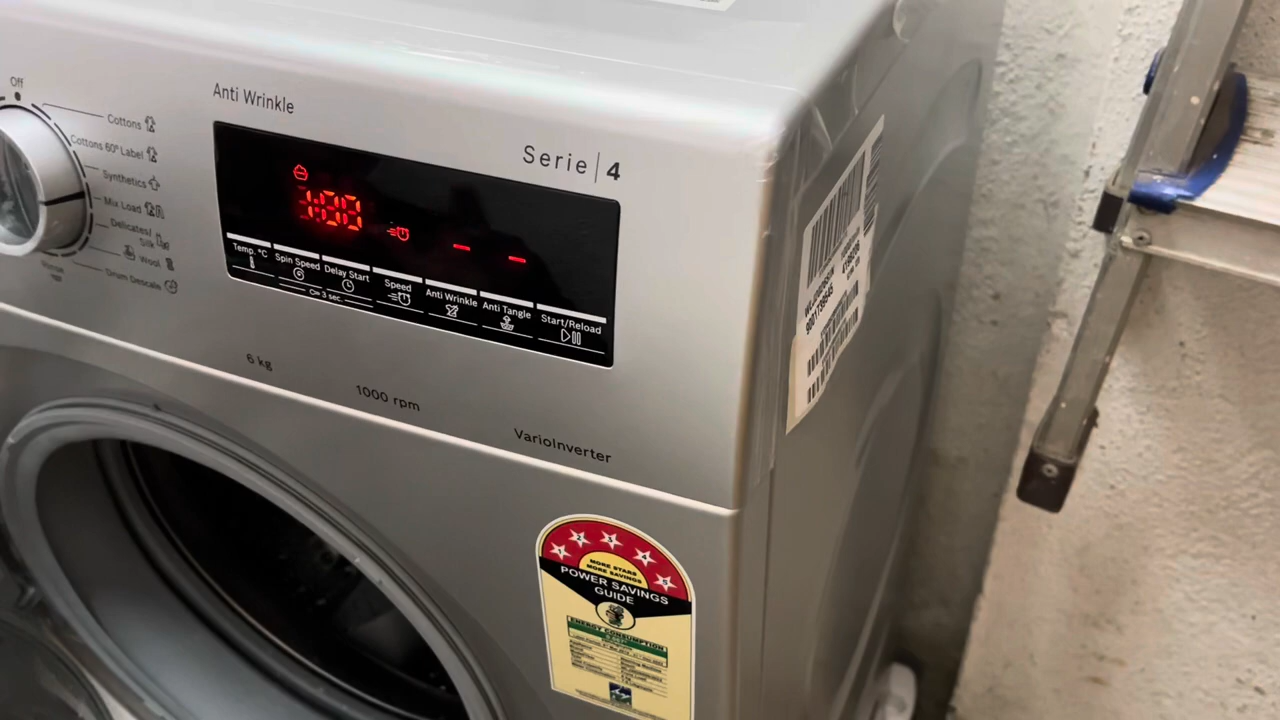 Off
Anti Wrinkle
Cottons
Cottons 60° Label
Synthetics
Mix Load
Delicates/
Silk
Wool
Rinse
Drum Descale
Serie | 4
Temp. °C
Spin Speed
Delay Start
3 sec.
Speed
Anti Wrinkle
Anti Tangle
Start/Reload
6 kg
1000 rpm
VarioInverter
MORE STARS
MORE SAVINGS
POWER SAVINGS
GUIDE
ENERGY CONSUMPTION